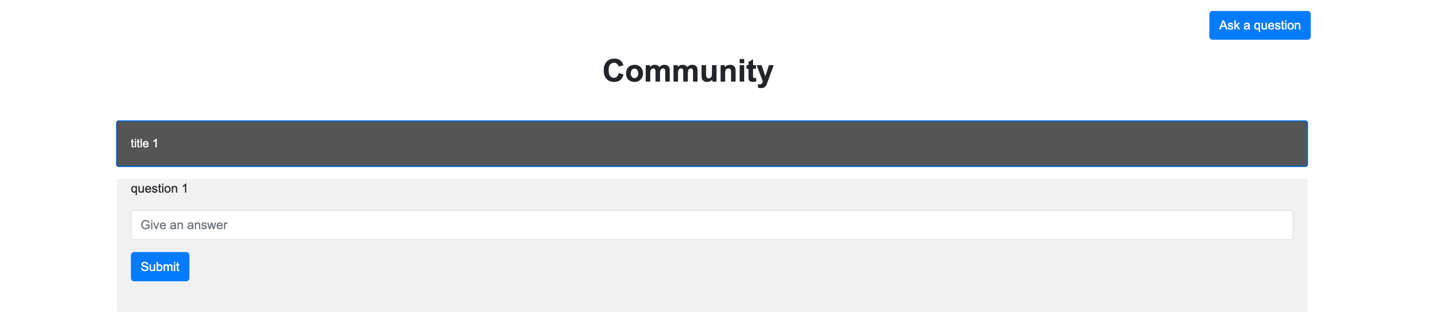 Ask a question
Community
title 1
question 1
Give an answer
Submit